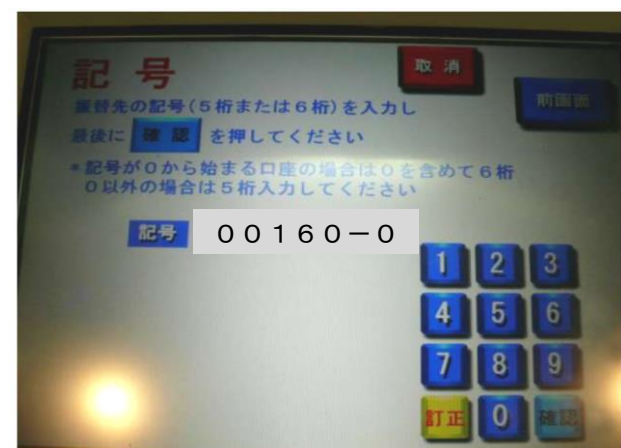 記号
取消
前画面
振替先の記号(5桁または6桁)を入力し
最後に 確認 を押してください
*記号が0から始まる口座の場合は0を含めて6桁
0以外の場合は5桁入力してください
記号 00160-0
1 2 3
4 5 6
7 8 9
訂正 0 確認